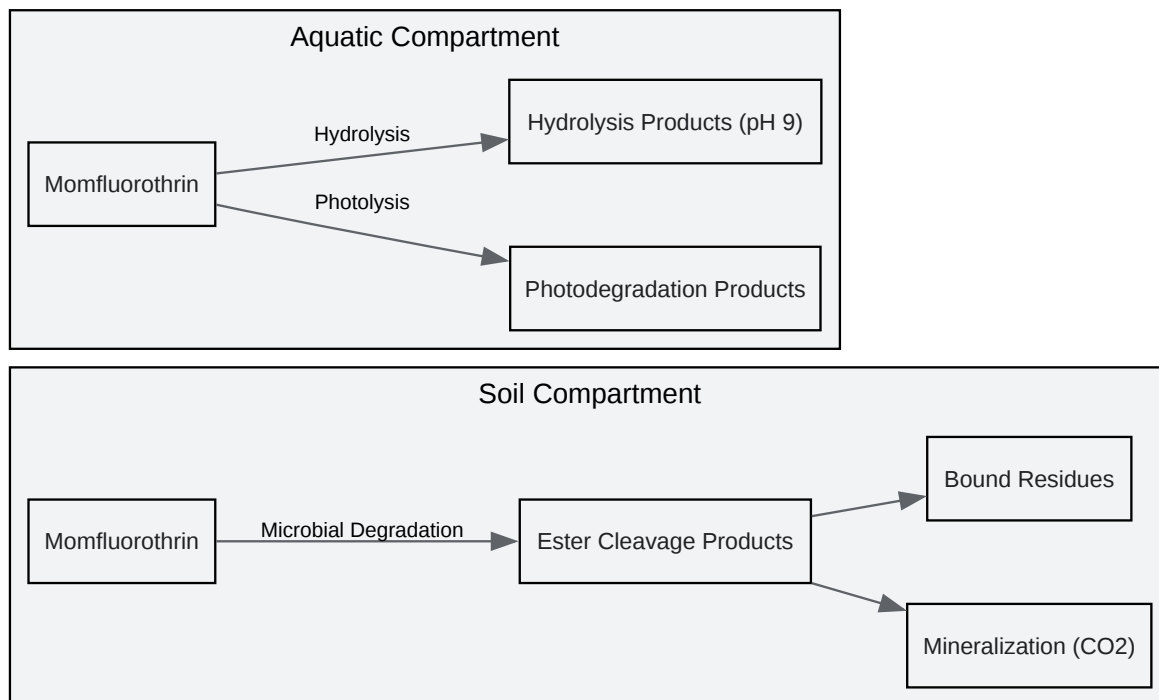 Aquatic Compartment
Hydrolysis Products (pH 9)
Hydrolysis
Momfluorothrin
Photolysis
Photodegradation Products
Soil Compartment
Bound Residues
Microbial Degradation
Momfluorothrin
Ester Cleavage Products
Mineralization (CO2)